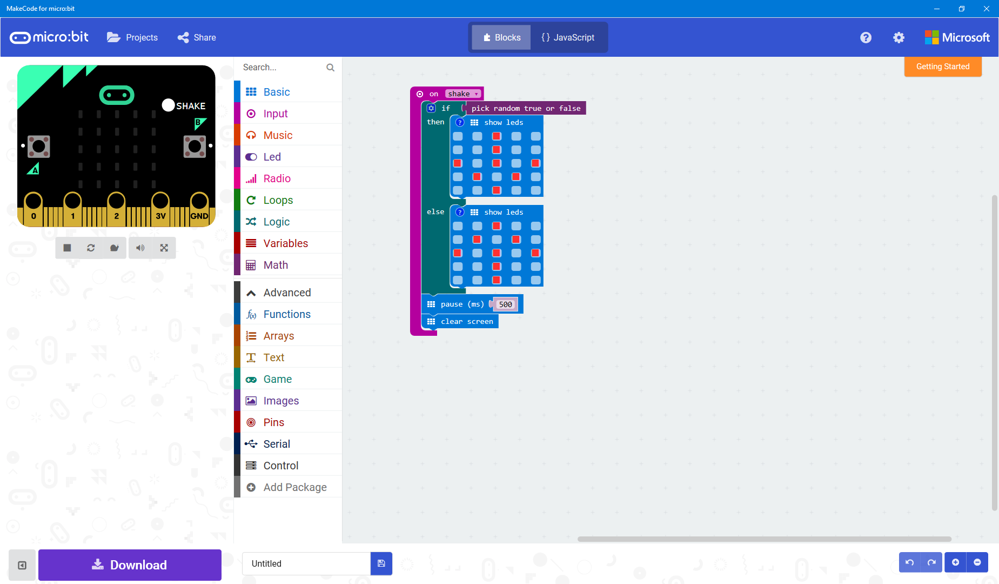 MakeCode for micro:bit
micro:bit
Projects
Share
Blocks
{} JavaScript
?
Microsoft
Getting Started
SHAKE
B
A
0 1 2 3V GND
Search...
Basic
Input
Music
Led
Radio
Loops
Logic
Variables
Math
Advanced
f(x) Functions
1 2 3 Arrays
T Text
Game
Images
Pins
Serial
Control
Add Package
on shake
if pick random true or false
then ? show leds
else ? show leds
pause (ms) 500
clear screen
Download
Untitled